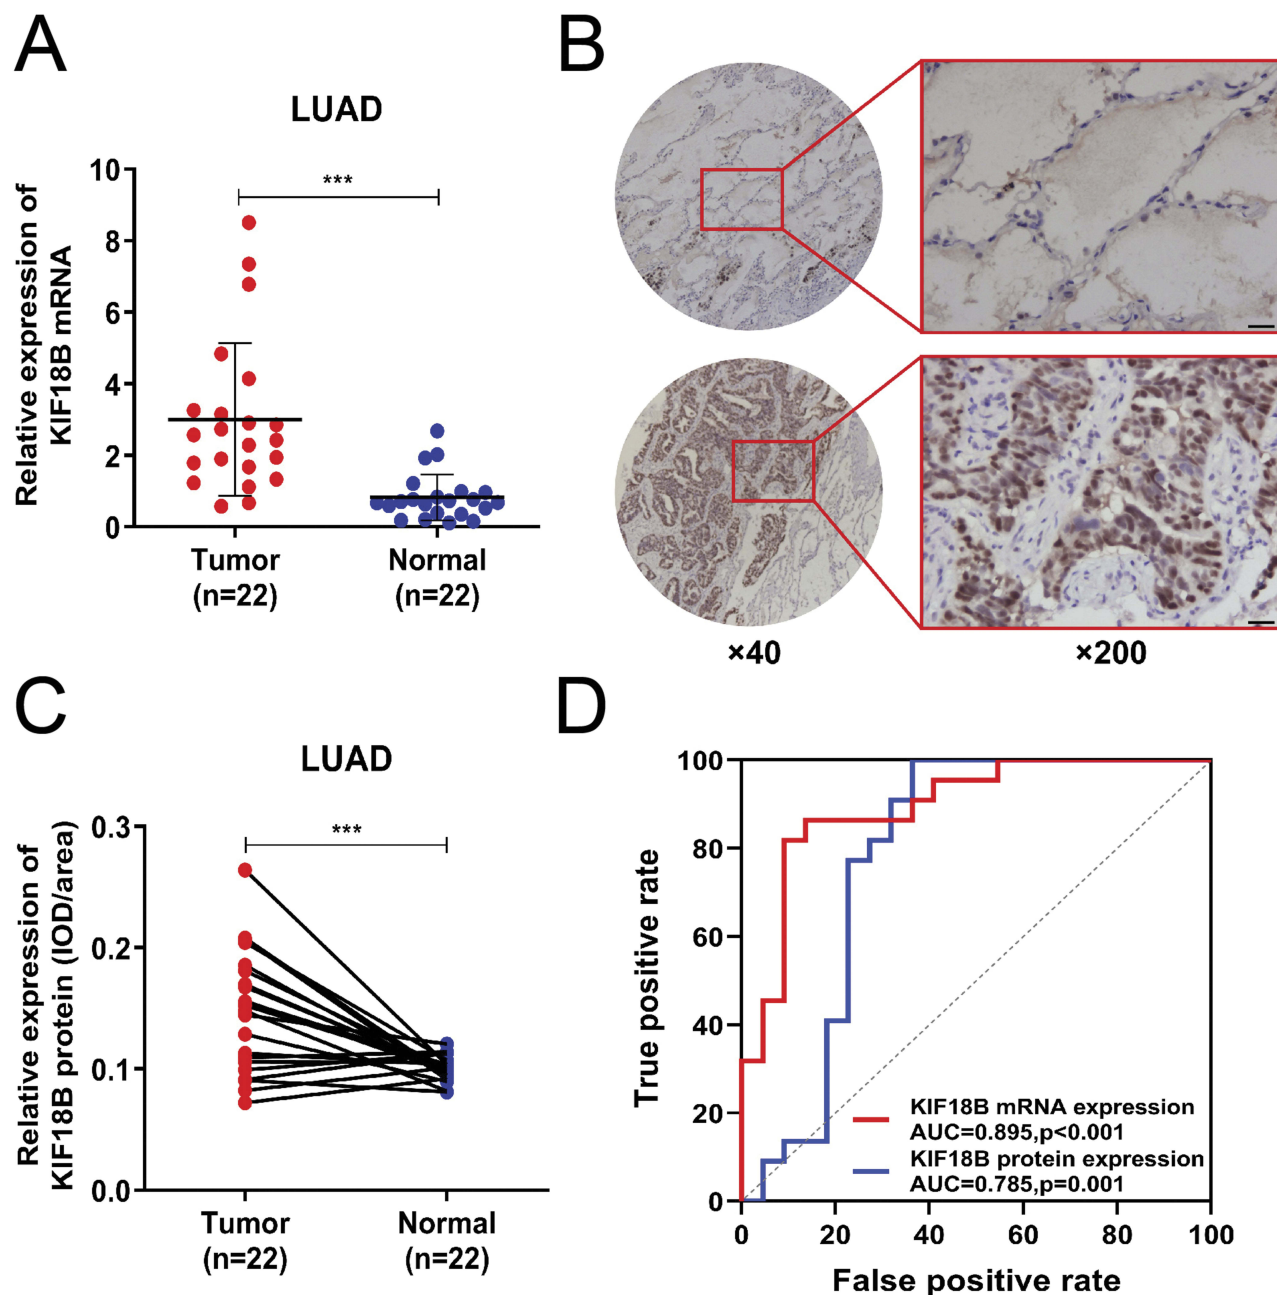 A
LUAD
Relative expression of
KIF18B mRNA
10
8
6
4
2
0
***
Tumor
(n=22)
Normal
(n=22)
B
×40
×200
C
LUAD
Relative expression of
KIF18B protein (IOD/area)
0.3
0.2
0.1
0.0
***
Tumor
(n=22)
Normal
(n=22)
D
True positive rate
100
80
60
40
20
0
KIF18B mRNA expression
AUC=0.895,p<0.001
KIF18B protein expression
AUC=0.785,p=0.001
0 20 40 60 80 100
False positive rate